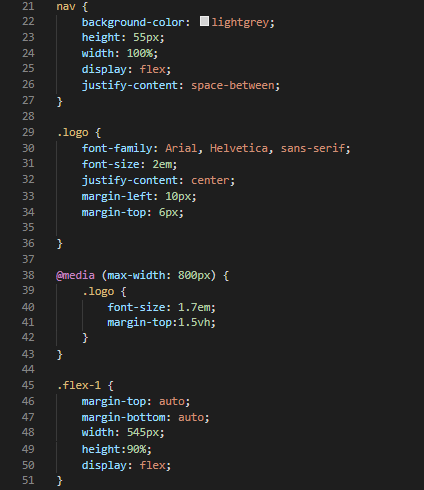 21 nav {
22     background-color: lightgrey;
23     height: 55px;
24     width: 100%;
25     display: flex;
26     justify-content: space-between;
27 }
28
29 .logo {
30     font-family: Arial, Helvetica, sans-serif;
31     font-size: 2em;
32     justify-content: center;
33     margin-left: 10px;
34     margin-top: 6px;
35
36 }
37
38 @media (max-width: 800px) {
39     .logo {
40         font-size: 1.7em;
41         margin-top:1.5vh;
42     }
43 }
44
45 .flex-1 {
46     margin-top: auto;
47     margin-bottom: auto;
48     width: 545px;
49     height:90%;
50     display: flex;
51 }